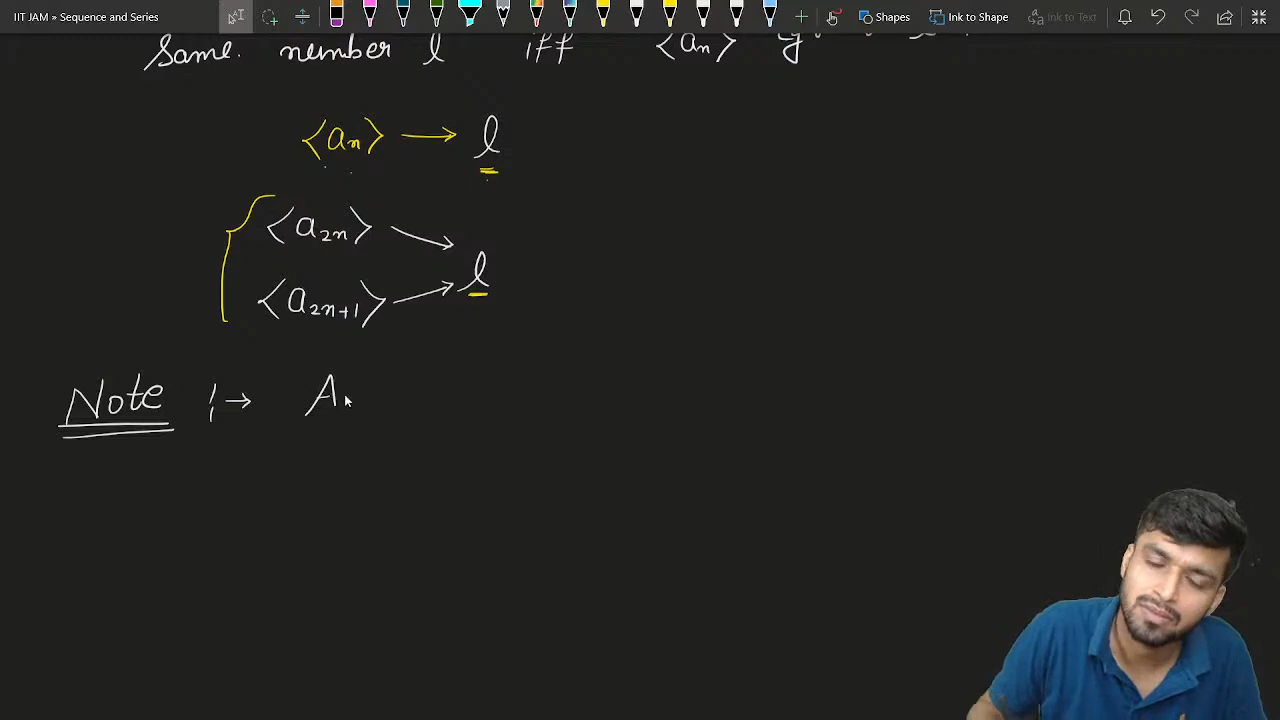 IIT JAM » Sequence and Series
Shapes
Ink to Shape
Ink to Text
same number l iff <an>
<an> → l
<a2n>
l
<a2n+1>
Note :→ A